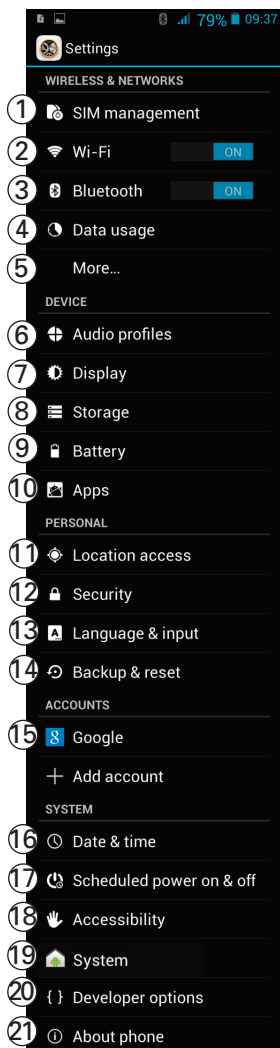 79% 09:37
Settings
WIRELESS & NETWORKS
1 SIM management
2 Wi-Fi ON
3 Bluetooth ON
4 Data usage
5 More...
DEVICE
6 Audio profiles
7 Display
8 Storage
9 Battery
10 Apps
PERSONAL
11 Location access
12 Security
13 A Language & input
14 Backup & reset
ACCOUNTS
15 8 Google
+ Add account
SYSTEM
16 Date & time
17 Scheduled power on & off
18 Accessibility
19 System
20 { } Developer options
21 About phone